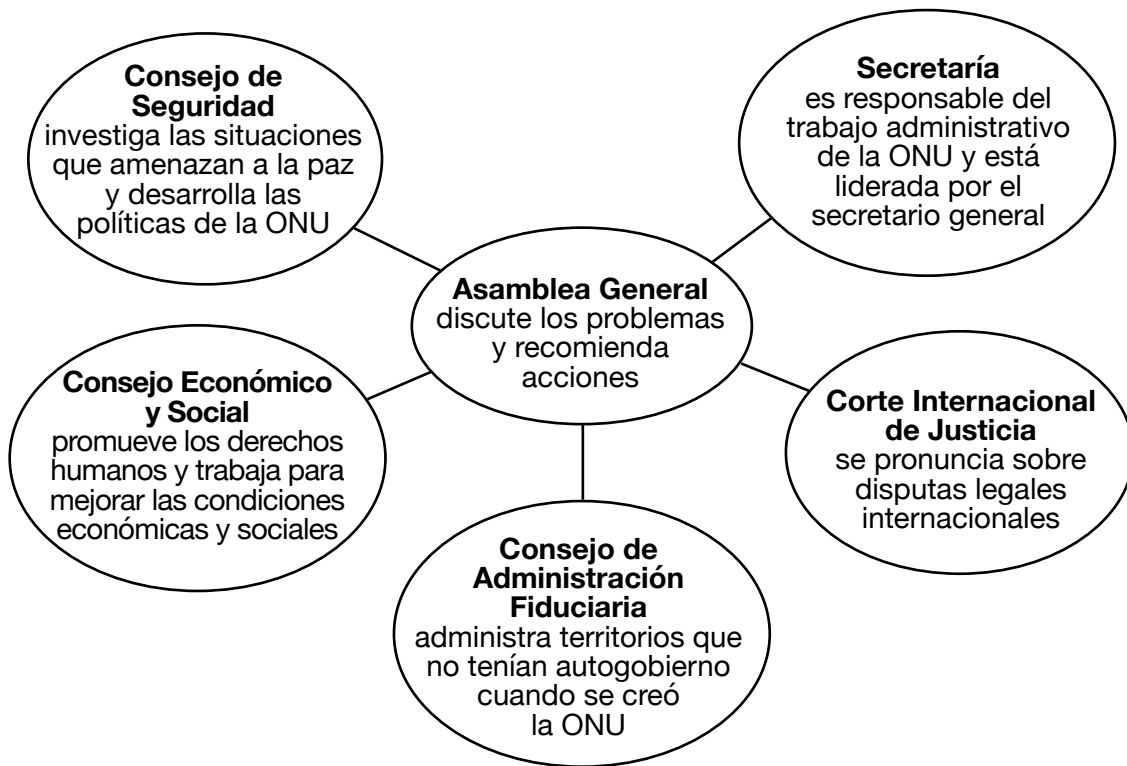 Consejo de
Seguridad
investiga las situaciones
que amenazan a la paz
y desarrolla las
políticas de la ONU
Secretaría
es responsable del
trabajo administrativo
de la ONU y está
liderada por el
secretario general
Asamblea General
discute los problemas
y recomienda
acciones
Consejo Económico
y Social
promueve los derechos
humanos y trabaja para
mejorar las condiciones
económicas y sociales
Corte Internacional
de Justicia
se pronuncia sobre
disputas legales
internacionales
Consejo de
Administración
Fiduciaria
administra territorios que
no tenían autogobierno
cuando se creó
la ONU